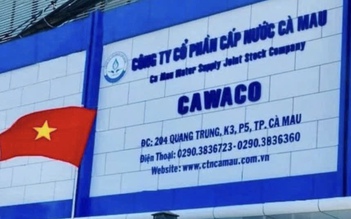 CÔNG TY CỔ PHẦN CẤP NƯỚC CÀ MAU
Ca Mau Water Supply Joint Stock Company
CAWACO
ĐC: 204 QUANG TRUNG, K3, P5, TP. CÀ MAU
Điện Thoại: 0290.3836723- 0290.3836360
Website: www.ctncamau.com.vn